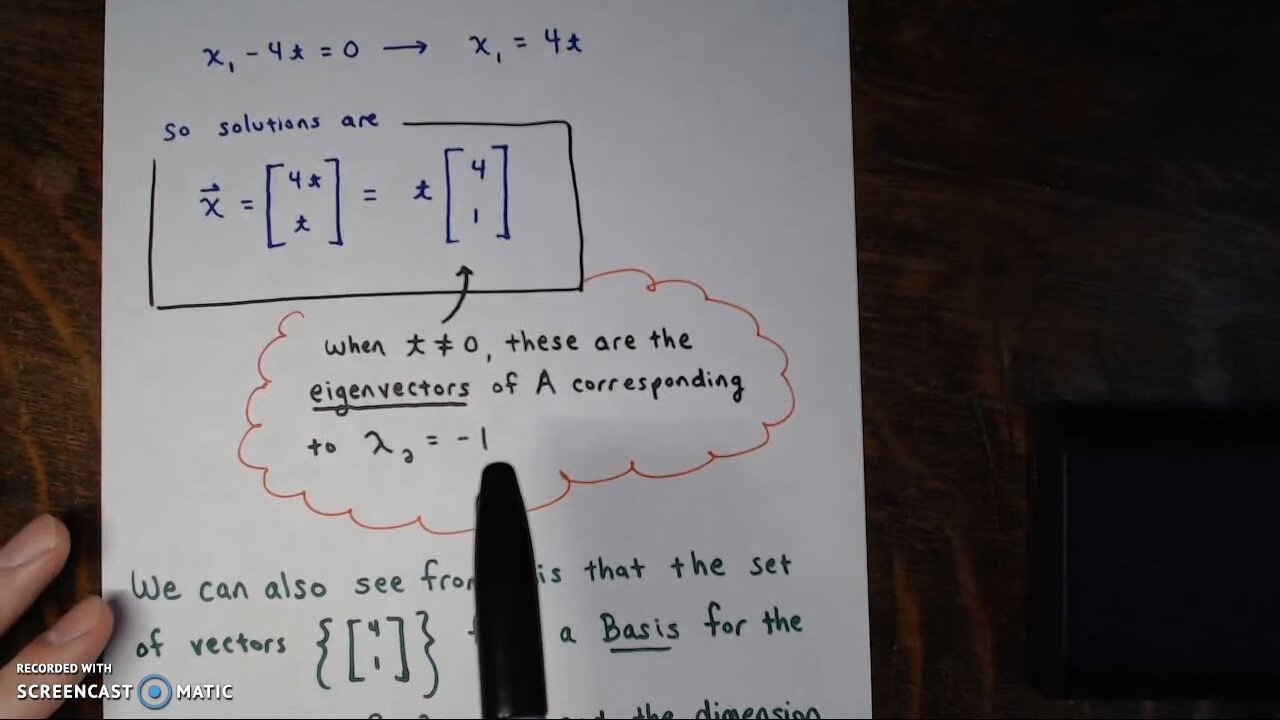 x₁ - 4t = 0 → x₁ = 4t
So solutions are
x⃗ = [4t t] = t [4 1]
When t ≠ 0, these are the
eigenvectors of A corresponding
to λ₂ = -1
We can also see is that the set
of vectors {[4 1]} a Basis for the
the dimension
RECORDED WITH
SCREENCAST MATIC